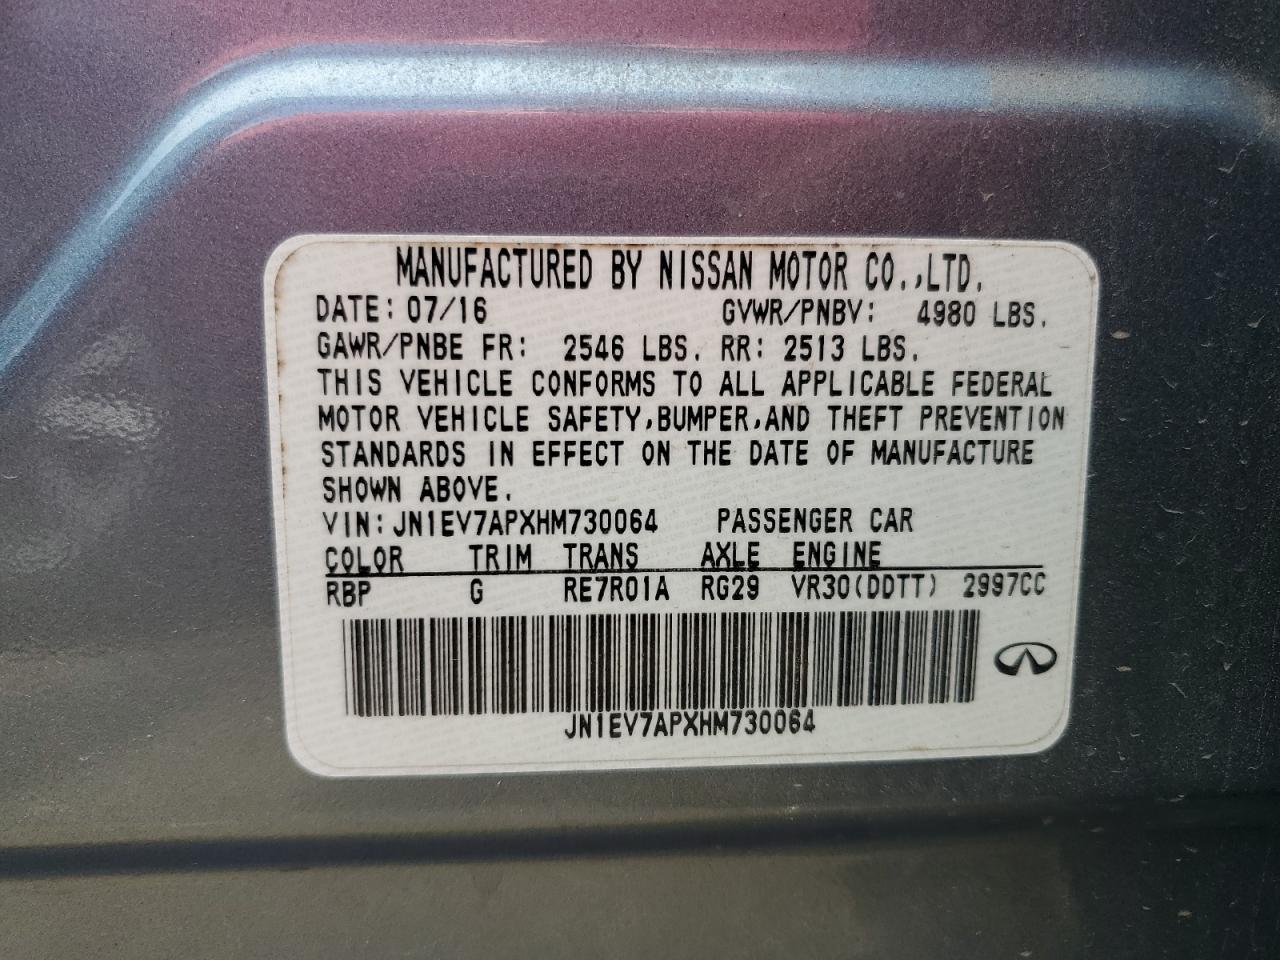 MANUFACTURED BY NISSAN MOTOR CO.,LTD.
DATE: 07/16 GVWR/PNBV: 4980 LBS.
GAWR/PNBE FR: 2546 LBS. RR: 2513 LBS.
THIS VEHICLE CONFORMS TO ALL APPLICABLE FEDERAL
MOTOR VEHICLE SAFETY,BUMPER,AND THEFT PREVENTION
STANDARDS IN EFFECT ON THE DATE OF MANUFACTURE
SHOWN ABOVE.
VIN: JN1EV7APXHM730064 PASSENGER CAR
COLOR TRIM TRANS AXLE ENGINE
RBP G RE7R01A RG29 VR30(DDTT) 2997CC
JN1EV7APXHM730064